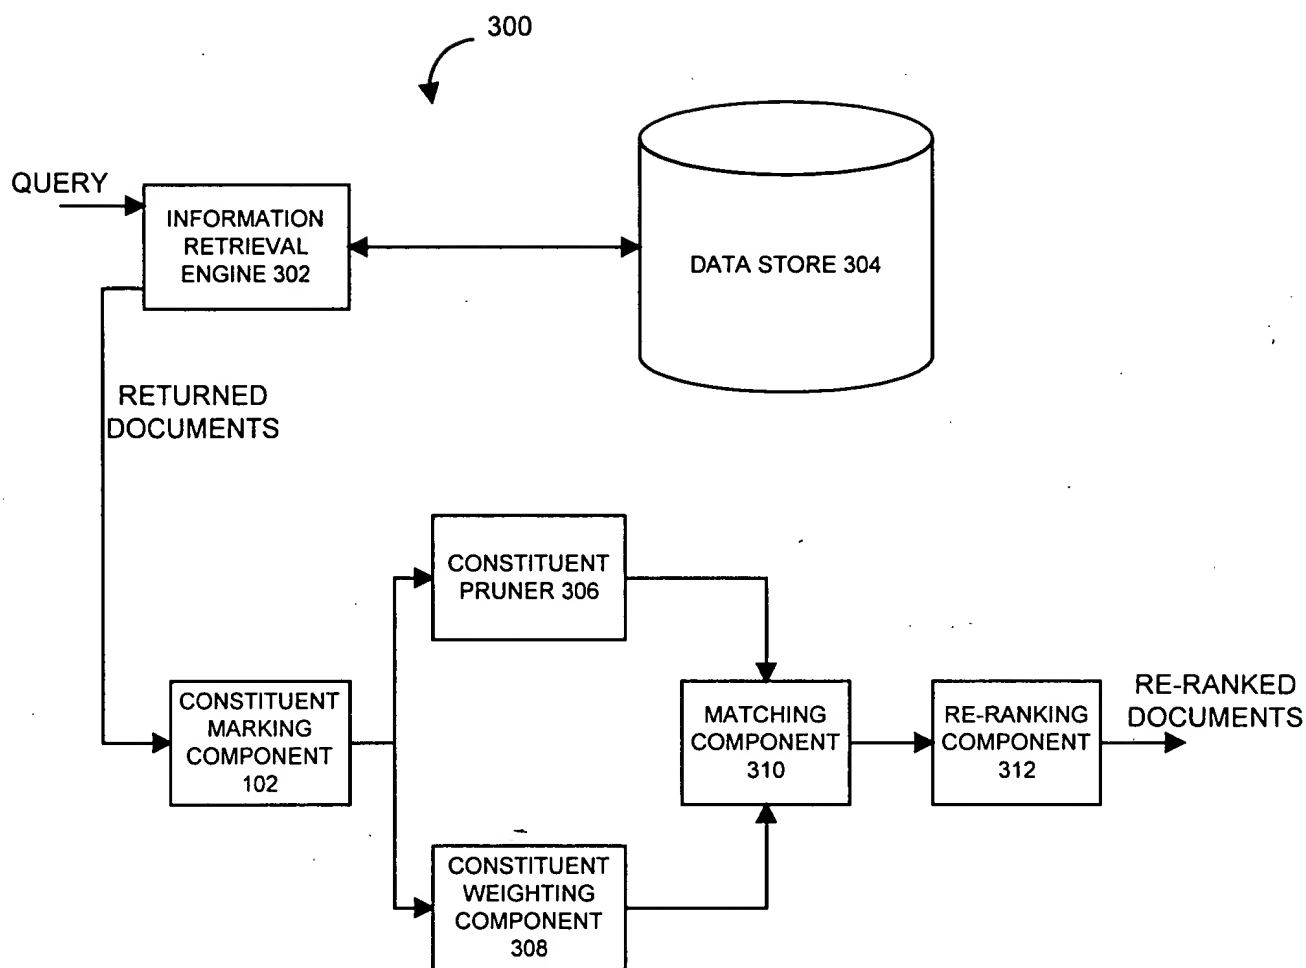 300
QUERY
INFORMATION
RETRIEVAL
ENGINE 302
DATA STORE 304
RETURNED
DOCUMENTS
CONSTITUENT
PRUNER 306
CONSTITUENT
MARKING
COMPONENT
102
MATCHING
COMPONENT
310
RE-RANKING
COMPONENT
312
RE-RANKED
DOCUMENTS
CONSTITUENT
WEIGHTING
COMPONENT
308